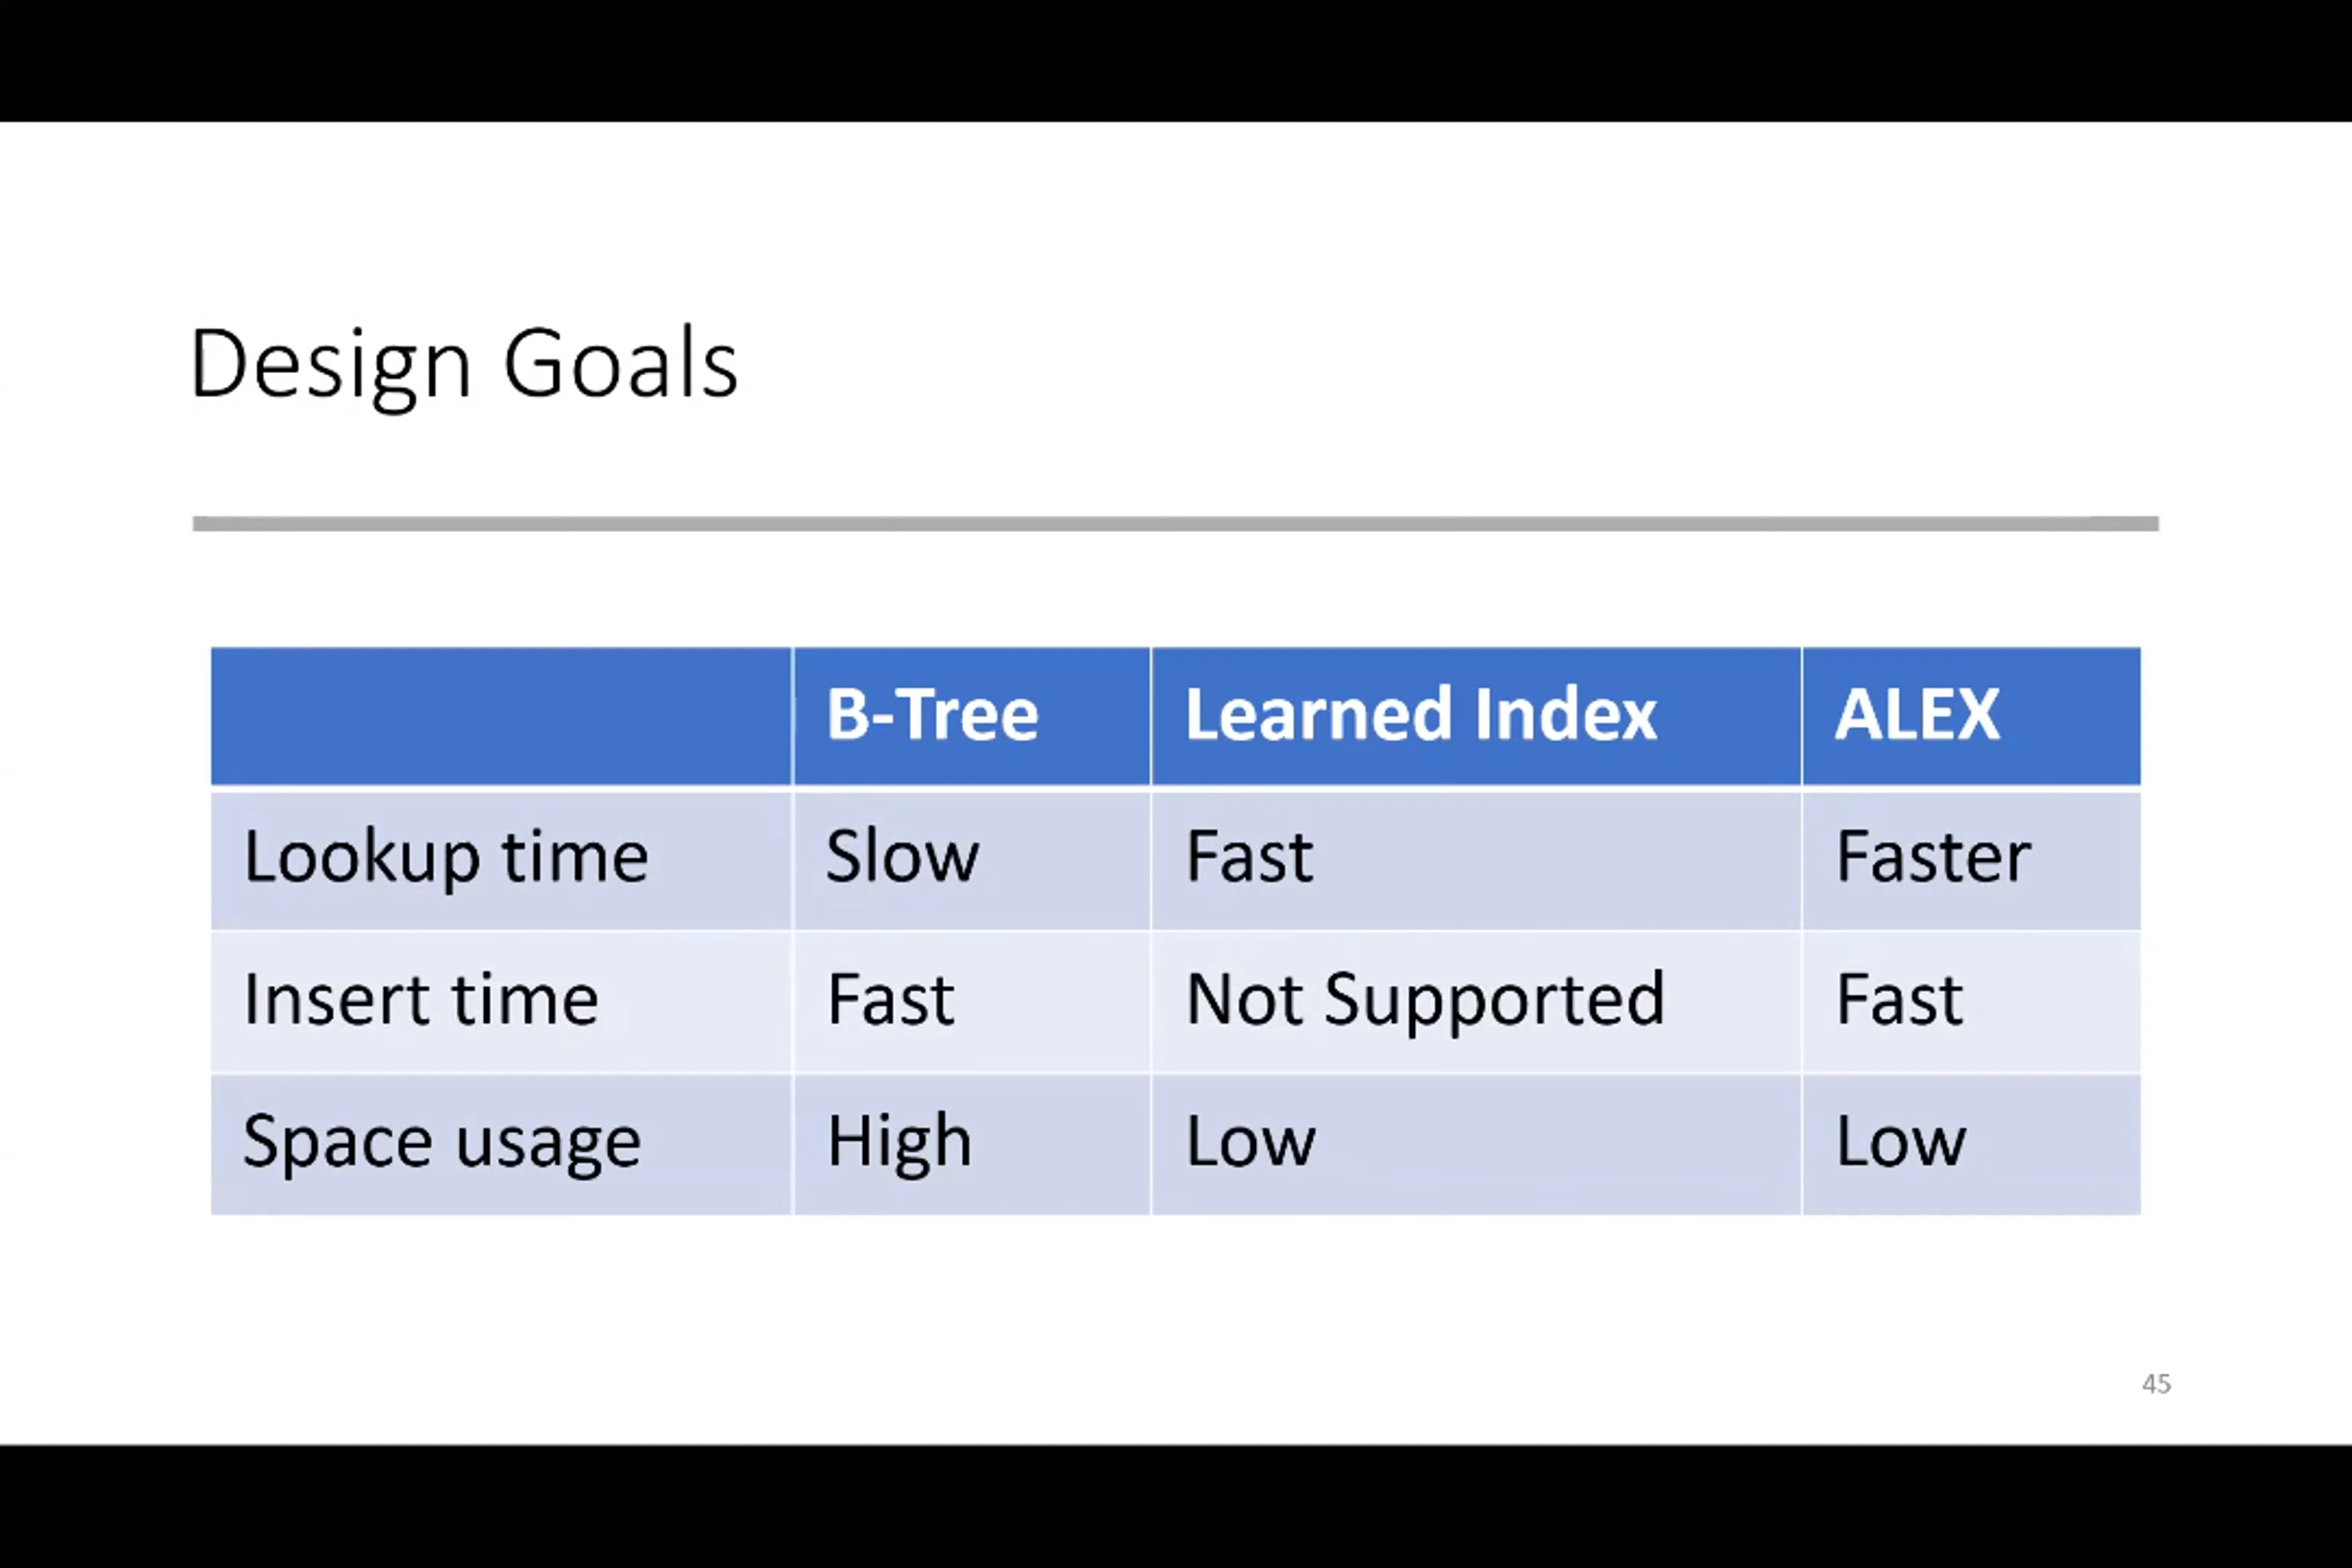 Design Goals
B-Tree Learned Index ALEX
Lookup time Slow Fast Faster
Insert time Fast Not Supported Fast
Space usage High Low Low
45